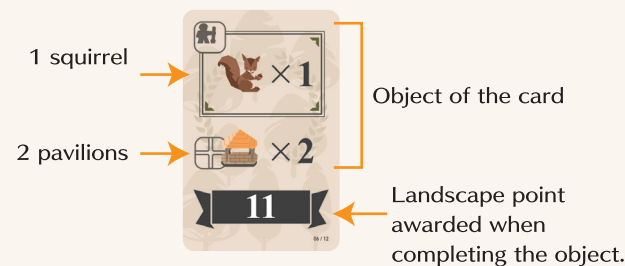 1 squirrel
×1
Object of the card
2 pavilions
×2
11
Landscape point
awarded when
completing the object.
06 / 12